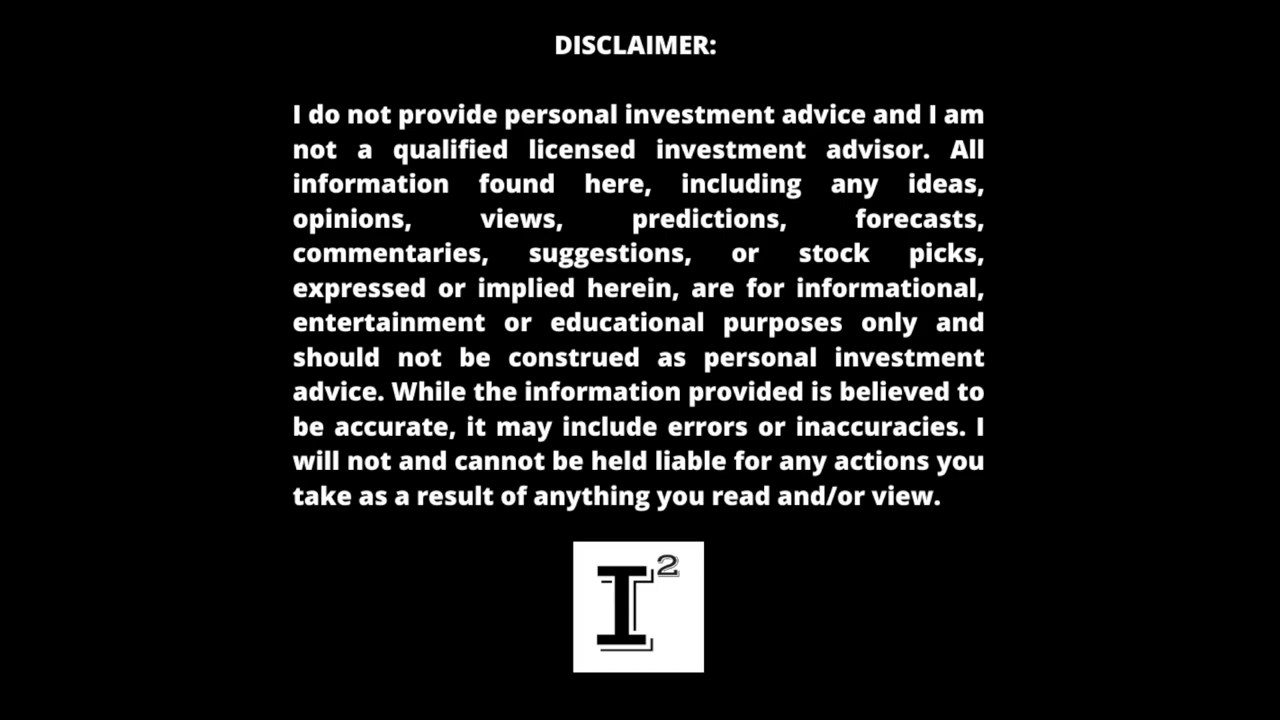 DISCLAIMER:
I do not provide personal investment advice and I am
not a qualified licensed investment advisor. All
information found here, including any ideas,
opinions, views, predictions, forecasts,
commentaries, suggestions, or stock picks,
expressed or implied herein, are for informational,
entertainment or educational purposes only and
should not be construed as personal investment
advice. While the information provided is believed to
be accurate, it may include errors or inaccuracies. I
will not and cannot be held liable for any actions you
take as a result of anything you read and/or view.
I²